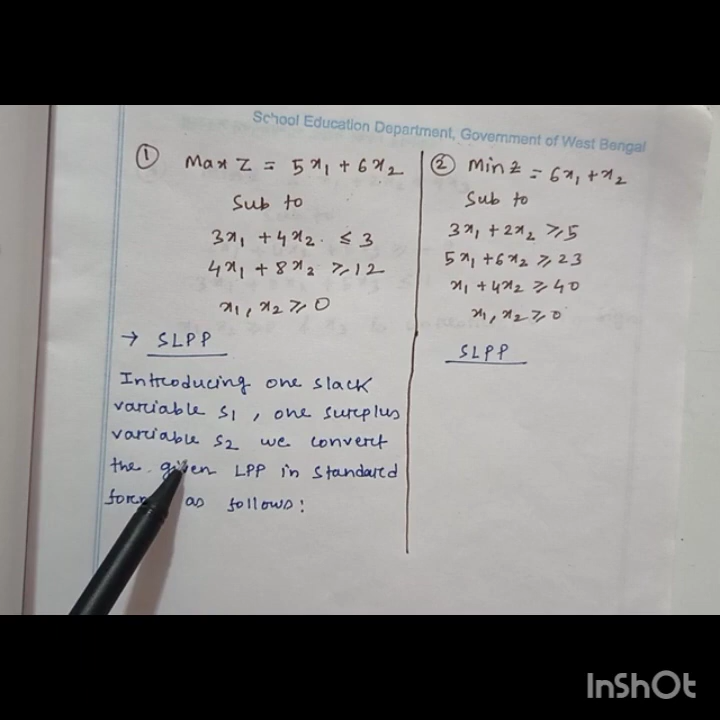 School Education Department, Government of West Bengal
① Max Z = 5x₁ + 6x₂
Sub to
3x₁ + 4x₂ ≤ 3
4x₁ + 8x₂ ≥ 12
x₁, x₂ ≥ 0
→ SLPP
Introducing one slack
variable S₁, one surplus
variable S₂ we convert
the given LPP in standard
form as follows:
② Min Z = 6x₁ + x₂
Sub to
3x₁ + 2x₂ ≥ 5
5x₁ + 6x₂ ≥ 23
x₁ + 4x₂ ≥ 40
x₁, x₂ ≥ 0
SLPP
InShOt